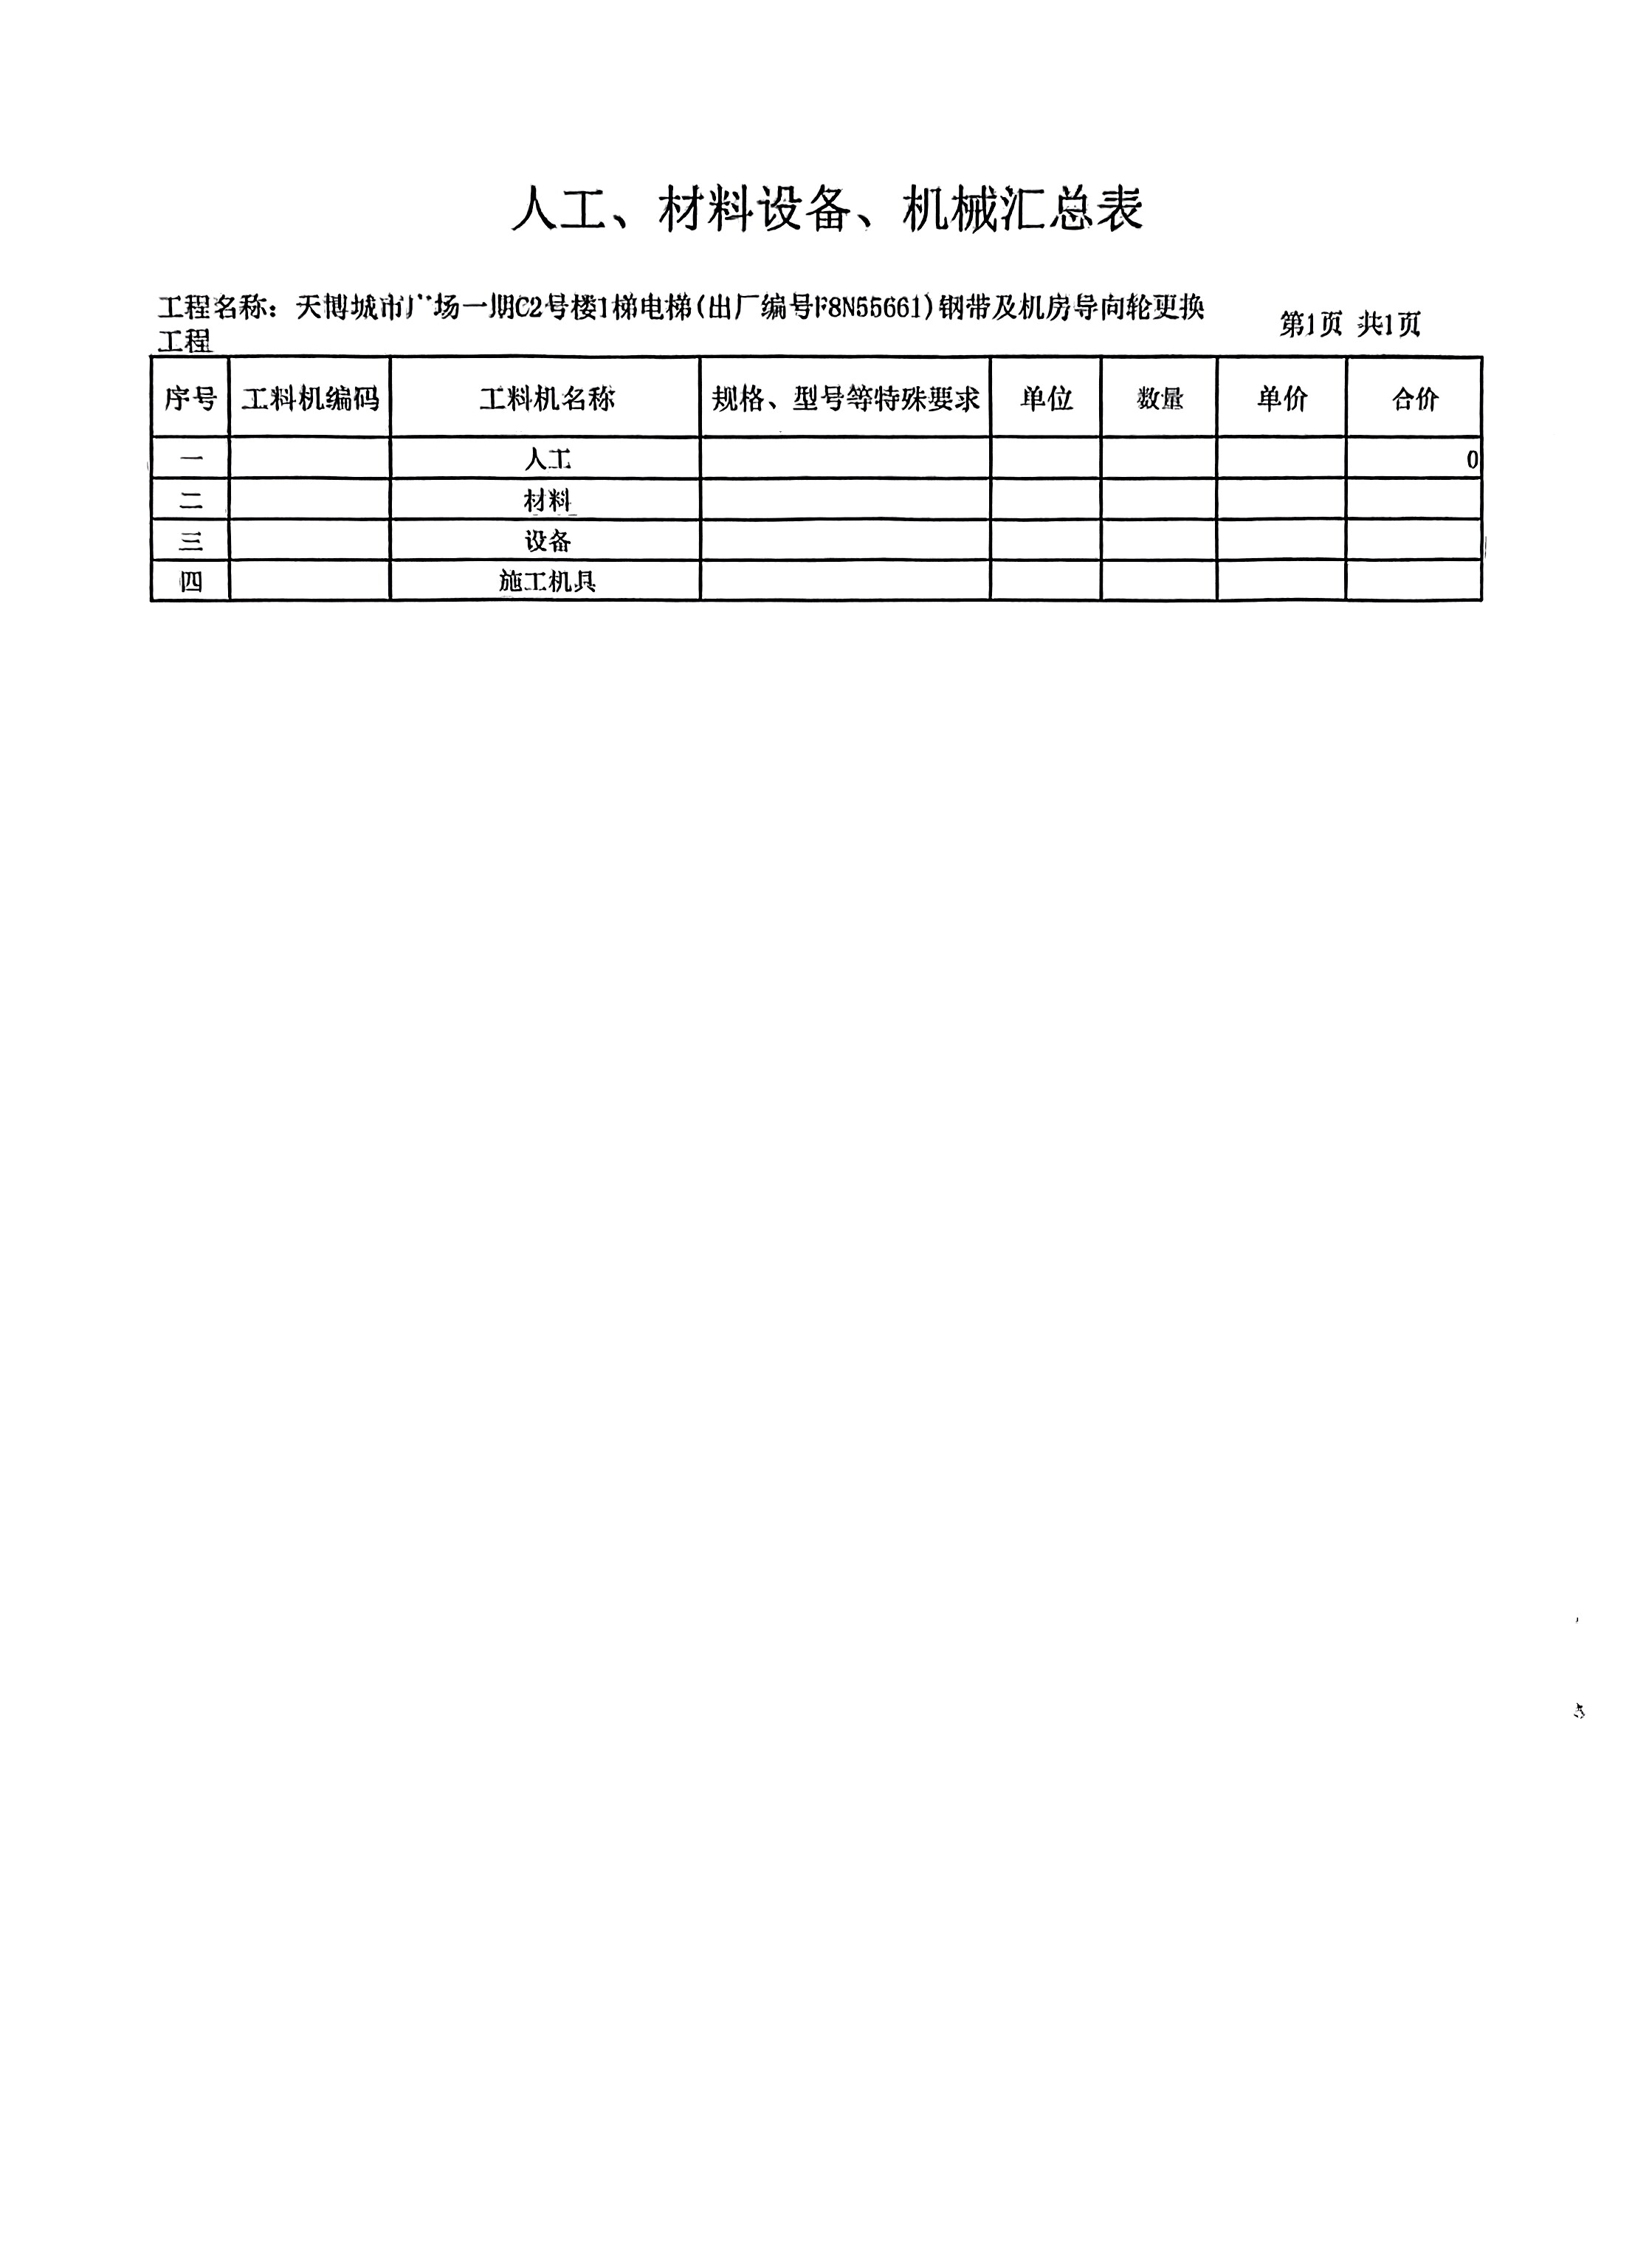 人工、材料设备、机械汇总表
工程名称：天博城市广场一期C2号楼1梯电梯(出厂编号F8N55661)钢带及机房导向轮更换
工程
第1页 共1页
序号 工料机编码 工料机名称 规格、型号等特殊要求 单位 数量 单价 合价
一 人工 0
二 材料
三 设备
四 施工机具